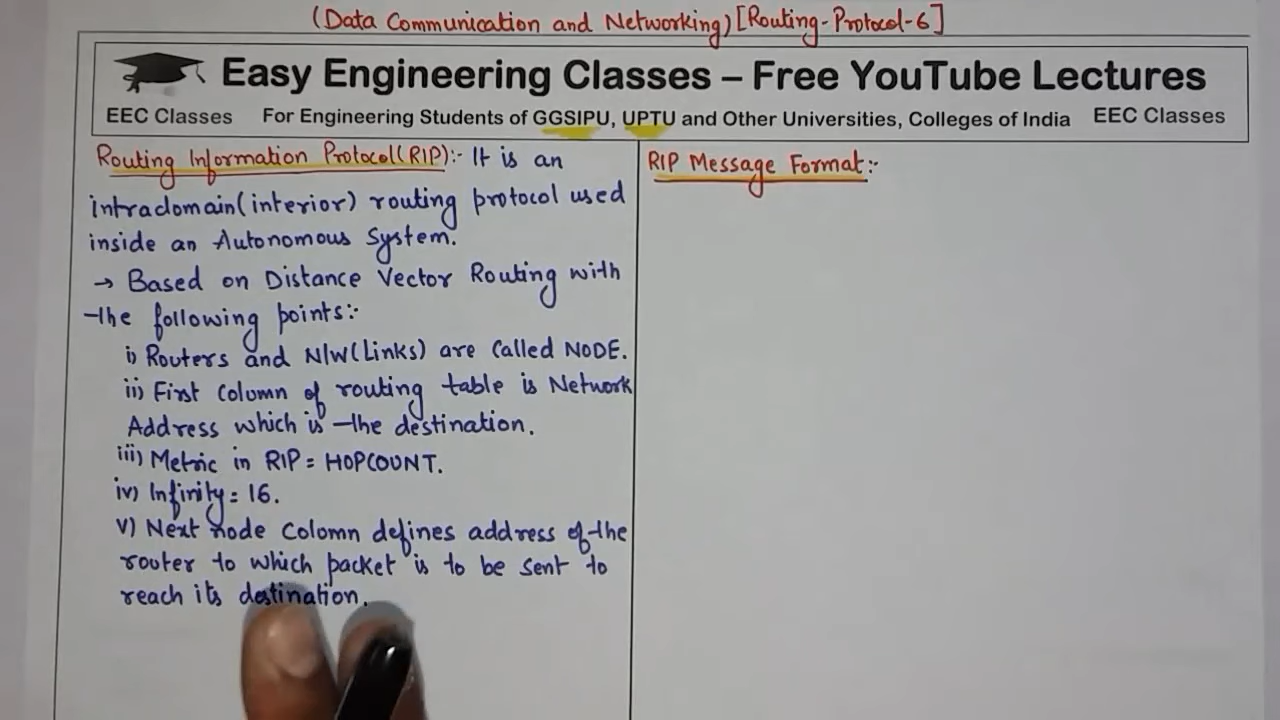 (Data Communication and Networking) [Routing-Protocol-6]
Easy Engineering Classes – Free YouTube Lectures
EEC Classes For Engineering Students of GGSIPU, UPTU and Other Universities, Colleges of India EEC Classes
Routing Information Protocol(RIP):- It is an
intradomain(interior) routing protocol used
inside an Autonomous System.
→ Based on Distance Vector Routing with
the following points:-
i) Routers and N/W(Links) are called NODE.
ii) First Column of routing table is Network
Address which is the destination.
iii) Metric in RIP = HOPCOUNT.
iv) Infinity = 16.
v) Next node Colomn defines address of the
router to which packet is to be sent to
reach its destination.
RIP Message Format:-